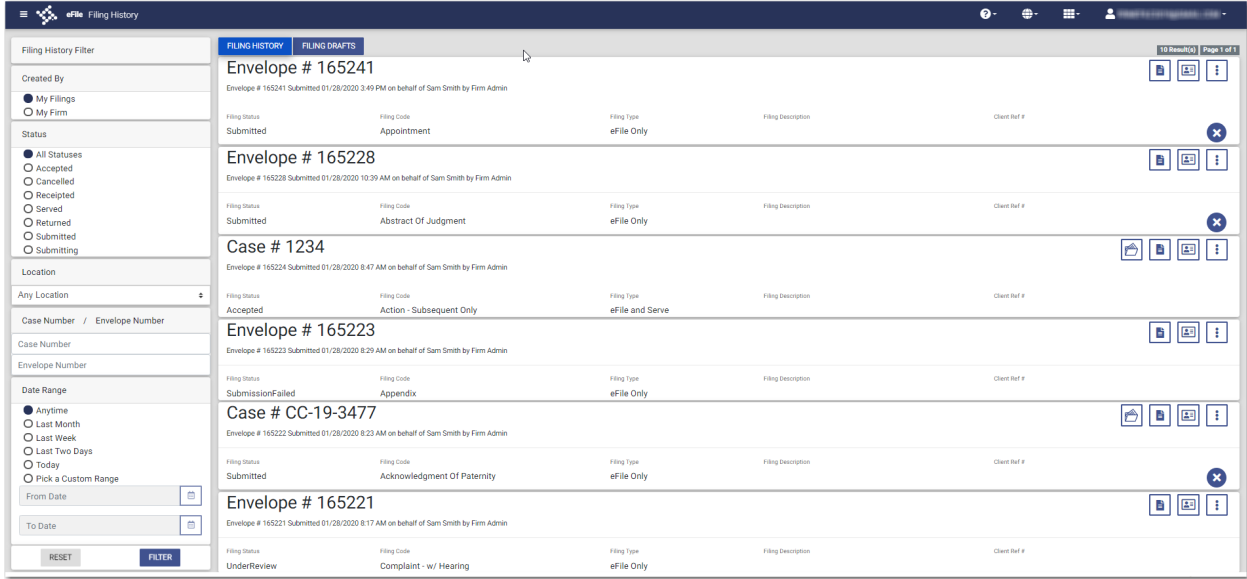 eFile Filing History
Filing History Filter
Created By
My Filings
My Firm
Status
All Statuses
Accepted
Cancelled
Receipted
Served
Returned
Submitted
Submitting
Location
Any Location
Case Number / Envelope Number
Case Number
Envelope Number
Date Range
Anytime
Last Month
Last Week
Last Two Days
Today
Pick a Custom Range
From Date
To Date
RESET FILTER
FILING HISTORY FILING DRAFTS
10 Result(s) Page 1 of 1
Envelope # 165241
Envelope # 165241 Submitted 01/28/2020 3:49 PM on behalf of Sam Smith by Firm Admin
Filing Status Filing Code Filing Type Filing Description Client Ref #
Submitted Appointment eFile Only
Envelope # 165228
Envelope # 165228 Submitted 01/28/2020 10:39 AM on behalf of Sam Smith by Firm Admin
Filing Status Filing Code Filing Type Filing Description Client Ref #
Submitted Abstract Of Judgment eFile Only
Case # 1234
Envelope # 165224 Submitted 01/28/2020 8:47 AM on behalf of Sam Smith by Firm Admin
Filing Status Filing Code Filing Type Filing Description Client Ref #
Accepted Action - Subsequent Only eFile and Serve
Envelope # 165223
Envelope # 165223 Submitted 01/28/2020 8:29 AM on behalf of Sam Smith by Firm Admin
Filing Status Filing Code Filing Type Filing Description Client Ref #
SubmissionFailed Appendix eFile Only
Case # CC-19-3477
Envelope # 165222 Submitted 01/28/2020 8:23 AM on behalf of Sam Smith by Firm Admin
Filing Status Filing Code Filing Type Filing Description Client Ref #
Submitted Acknowledgment Of Paternity eFile Only
Envelope # 165221
Envelope # 165221 Submitted 01/28/2020 8:17 AM on behalf of Sam Smith by Firm Admin
Filing Status Filing Code Filing Type Filing Description Client Ref #
UnderReview Complaint - w/ Hearing eFile Only